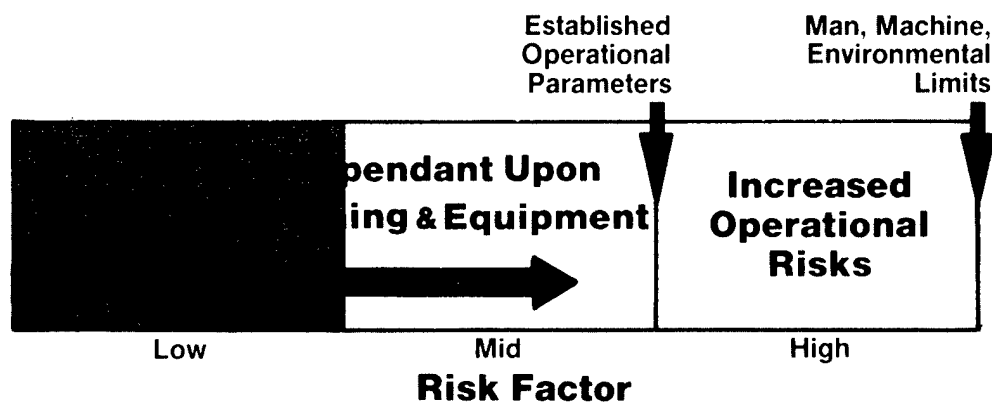 Established
Operational
Parameters
Man, Machine,
Environmental
Limits
pendant Upon
ing & Equipment
Increased
Operational
Risks
Low
Mid
High
Risk Factor